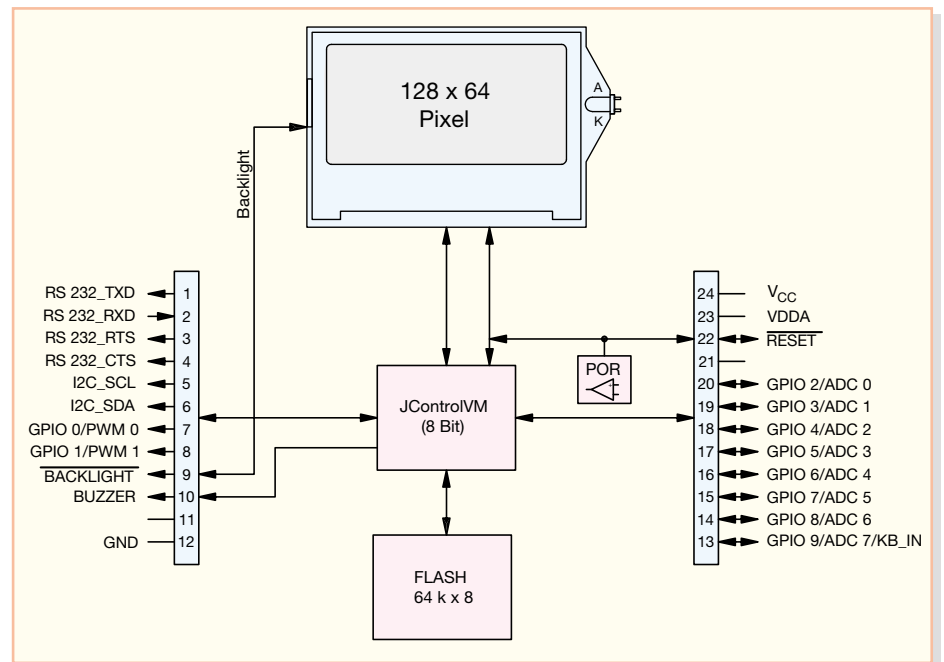 128 x 64
Pixel
A
K
Backlight
RS 232_TXD 1
RS 232_RXD 2
RS 232_RTS 3
RS 232_CTS 4
I2C_SCL 5
I2C_SDA 6
GPIO 0/PWM 0 7
GPIO 1/PWM 1 8
BACKLIGHT 9
BUZZER 10
11
GND 12
JControlVM
(8 Bit)
FLASH
64 k x 8
POR
24 VCC
23 VDDA
22 RESET
21
20 GPIO 2/ADC 0
19 GPIO 3/ADC 1
18 GPIO 4/ADC 2
17 GPIO 5/ADC 3
16 GPIO 6/ADC 4
15 GPIO 7/ADC 5
14 GPIO 8/ADC 6
13 GPIO 9/ADC 7/KB_IN